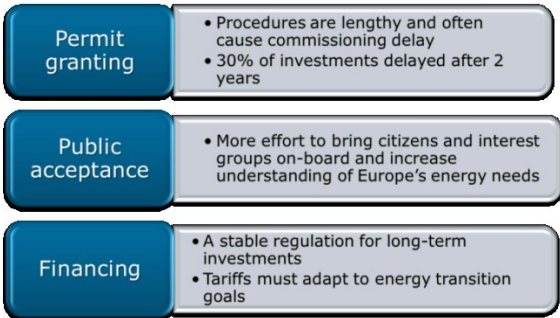 Permit
granting
• Procedures are lengthy and often
cause commissioning delay
• 30% of investments delayed after 2
years
Public
acceptance
• More effort to bring citizens and interest
groups on-board and increase
understanding of Europe's energy needs
Financing
• A stable regulation for long-term
investments
• Tariffs must adapt to energy transition
goals